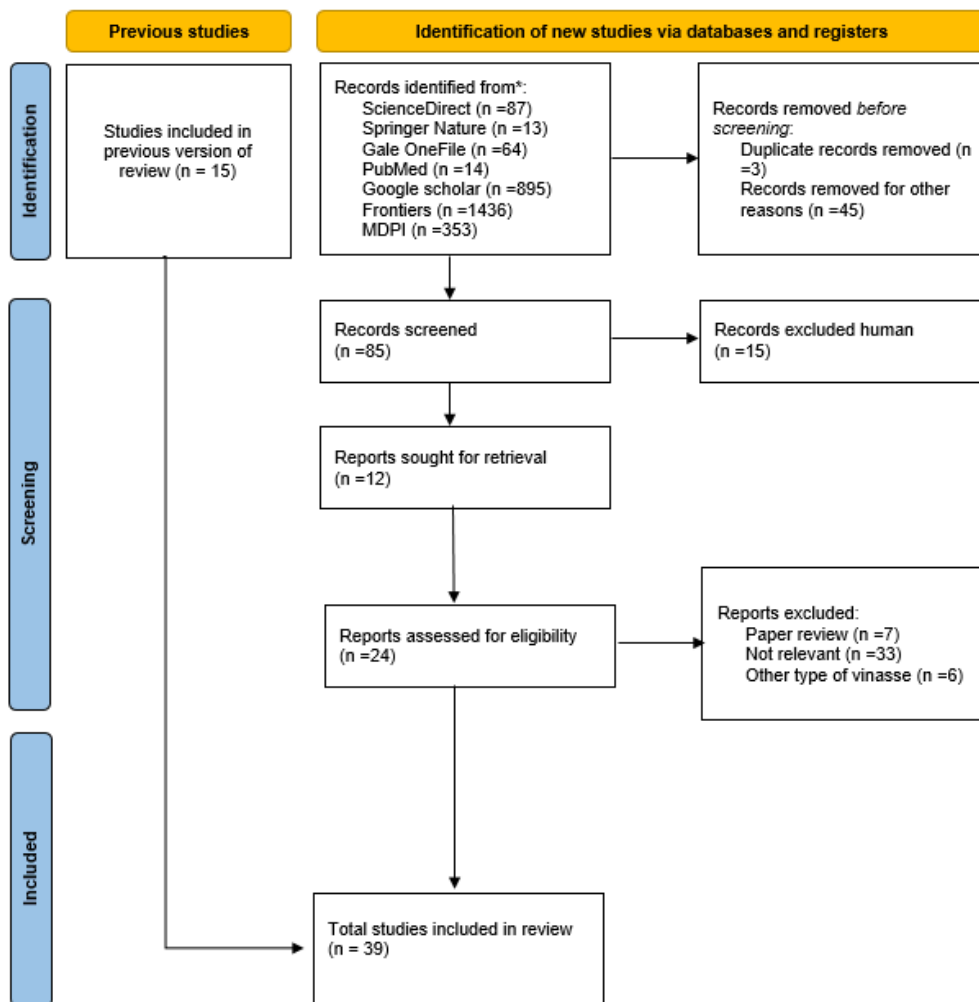 Previous studies
Identification of new studies via databases and registers
Identification
Studies included in
previous version of
review (n = 15)
Records identified from*:
ScienceDirect (n =87)
Springer Nature (n =13)
Gale OneFile (n =64)
PubMed (n =14)
Google scholar (n =895)
Frontiers (n =1436)
MDPI (n =353)
Records removed before
screening:
Duplicate records removed (n
=3)
Records removed for other
reasons (n =45)
Screening
Records screened
(n =85)
Records excluded human
(n =15)
Reports sought for retrieval
(n =12)
Reports assessed for eligibility
(n =24)
Reports excluded:
Paper review (n =7)
Not relevant (n =33)
Other type of vinasse (n =6)
Included
Total studies included in review
(n = 39)